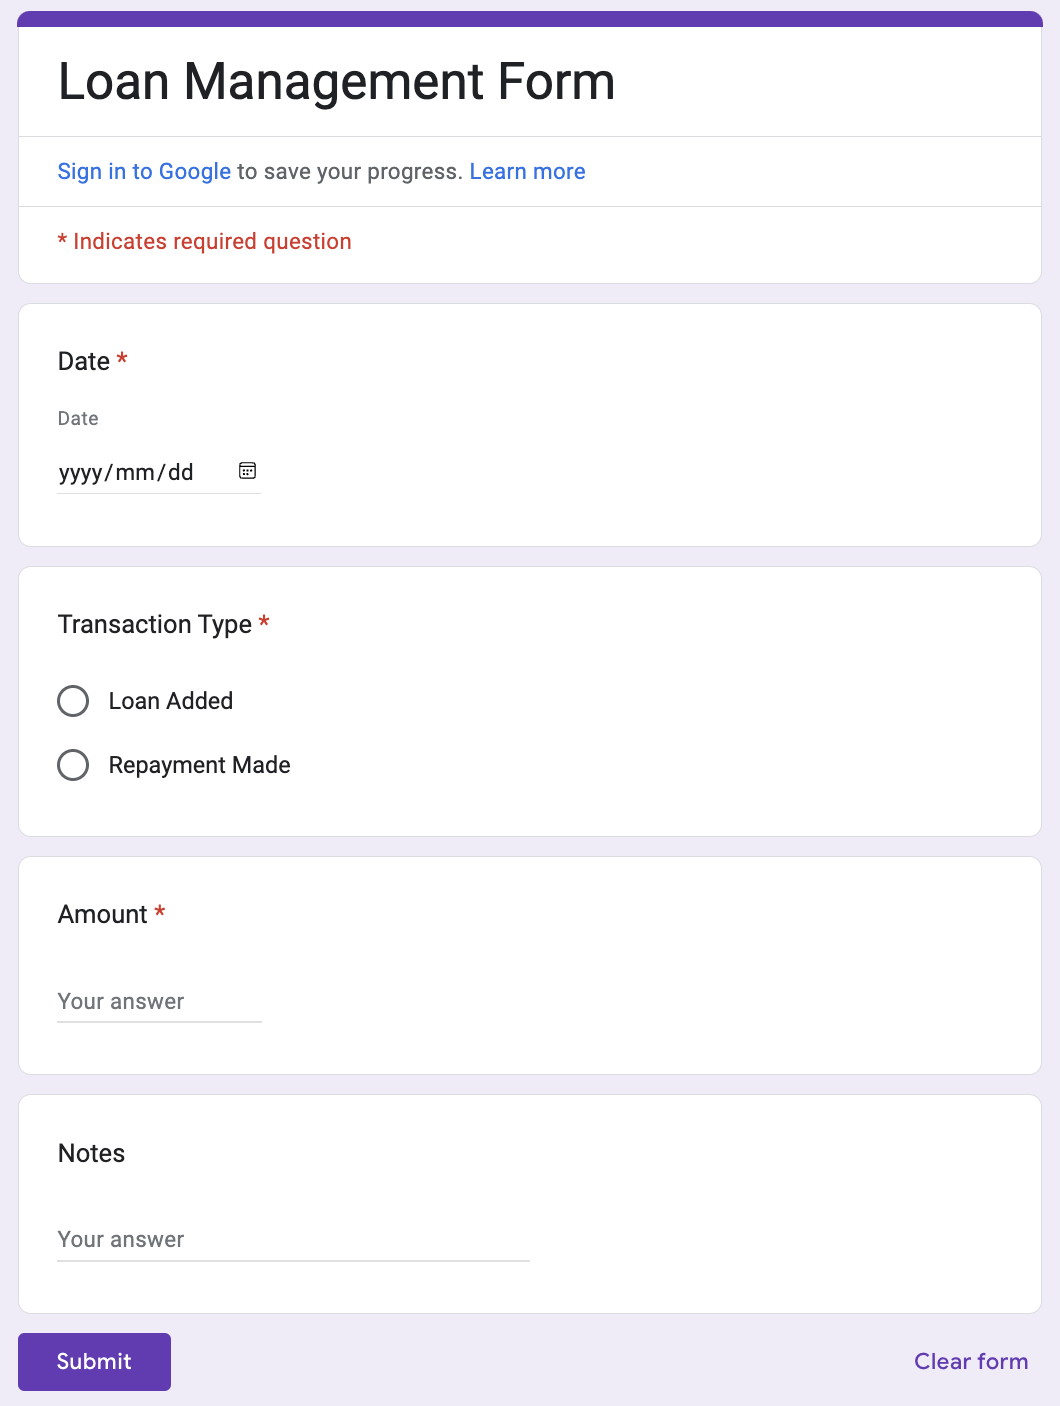 Loan Management Form
Sign in to Google to save your progress. Learn more
* Indicates required question
Date *
Date
yyyy/mm/dd
Transaction Type *
Loan Added
Repayment Made
Amount *
Your answer
Notes
Your answer
Submit
Clear form